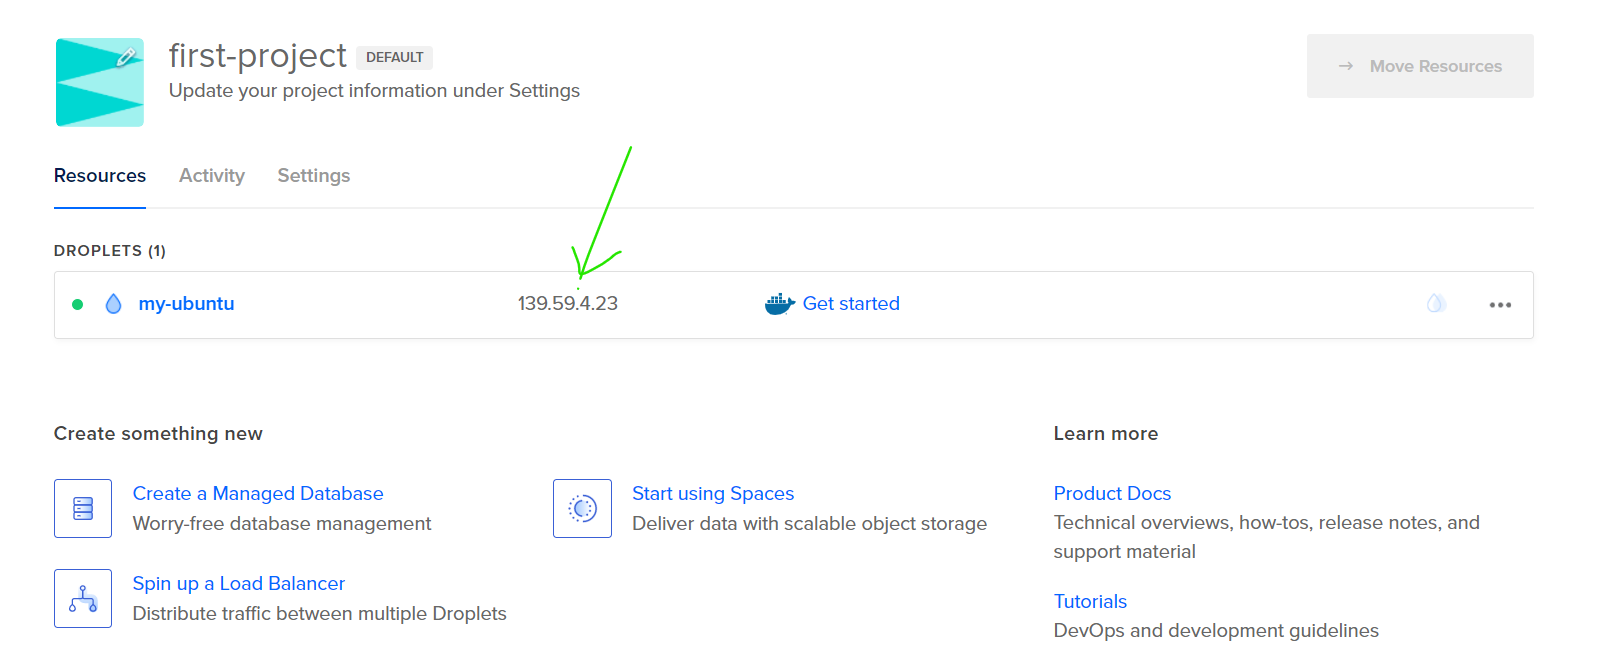 first-project DEFAULT
Update your project information under Settings
→ Move Resources
Resources Activity Settings
DROPLETS (1)
my-ubuntu 139.59.4.23 Get started
Create something new
Create a Managed Database
Worry-free database management
Start using Spaces
Deliver data with scalable object storage
Spin up a Load Balancer
Distribute traffic between multiple Droplets
Learn more
Product Docs
Technical overviews, how-tos, release notes, and
support material
Tutorials
DevOps and development guidelines